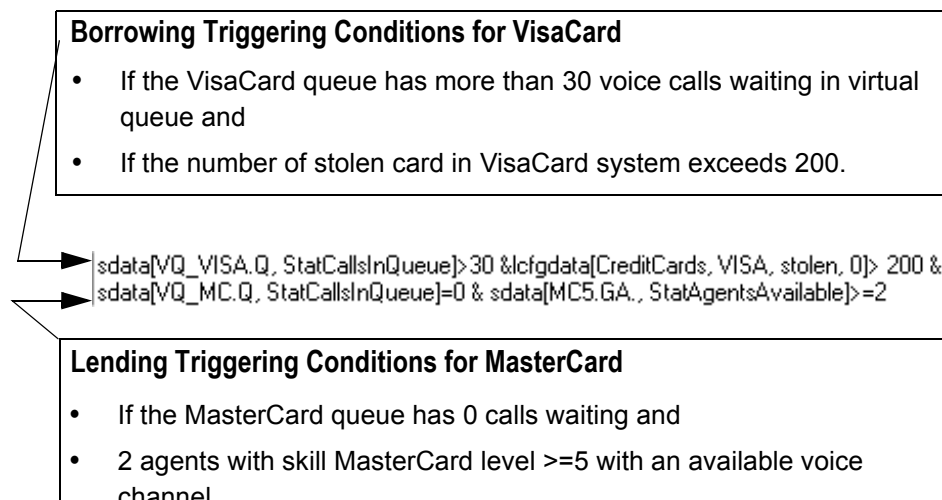 Borrowing Triggering Conditions for VisaCard
• If the VisaCard queue has more than 30 voice calls waiting in virtual
queue and
• If the number of stolen card in VisaCard system exceeds 200.
sdata[VQ_VISA.Q, StatCallsInQueue]>30 &lcfgdata[CreditCards, VISA, stolen, 0]> 200 &
sdata[VQ_MC.Q, StatCallsInQueue]=0 & sdata[MC5.GA., StatAgentsAvailable]>=2
Lending Triggering Conditions for MasterCard
• If the MasterCard queue has 0 calls waiting and
• 2 agents with skill MasterCard level >=5 with an available voice
channel